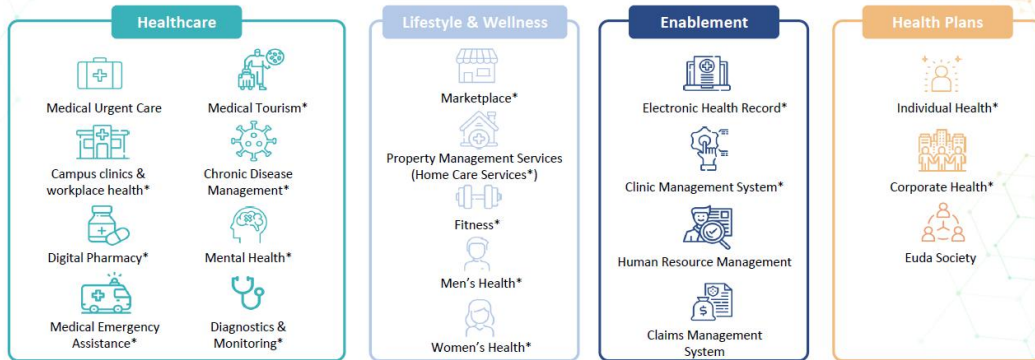 Healthcare
Medical Urgent Care
Medical Tourism*
Campus clinics &
workplace health*
Chronic Disease
Management*
Digital Pharmacy*
Mental Health*
Medical Emergency
Assistance*
Diagnostics &
Monitoring*
Lifestyle & Wellness
Marketplace*
Property Management Services
(Home Care Services*)
Fitness*
Men's Health*
Women's Health*
Enablement
Electronic Health Record*
Clinic Management System*
Human Resource Management
Claims Management
System
Health Plans
Individual Health*
Corporate Health*
Euda Society